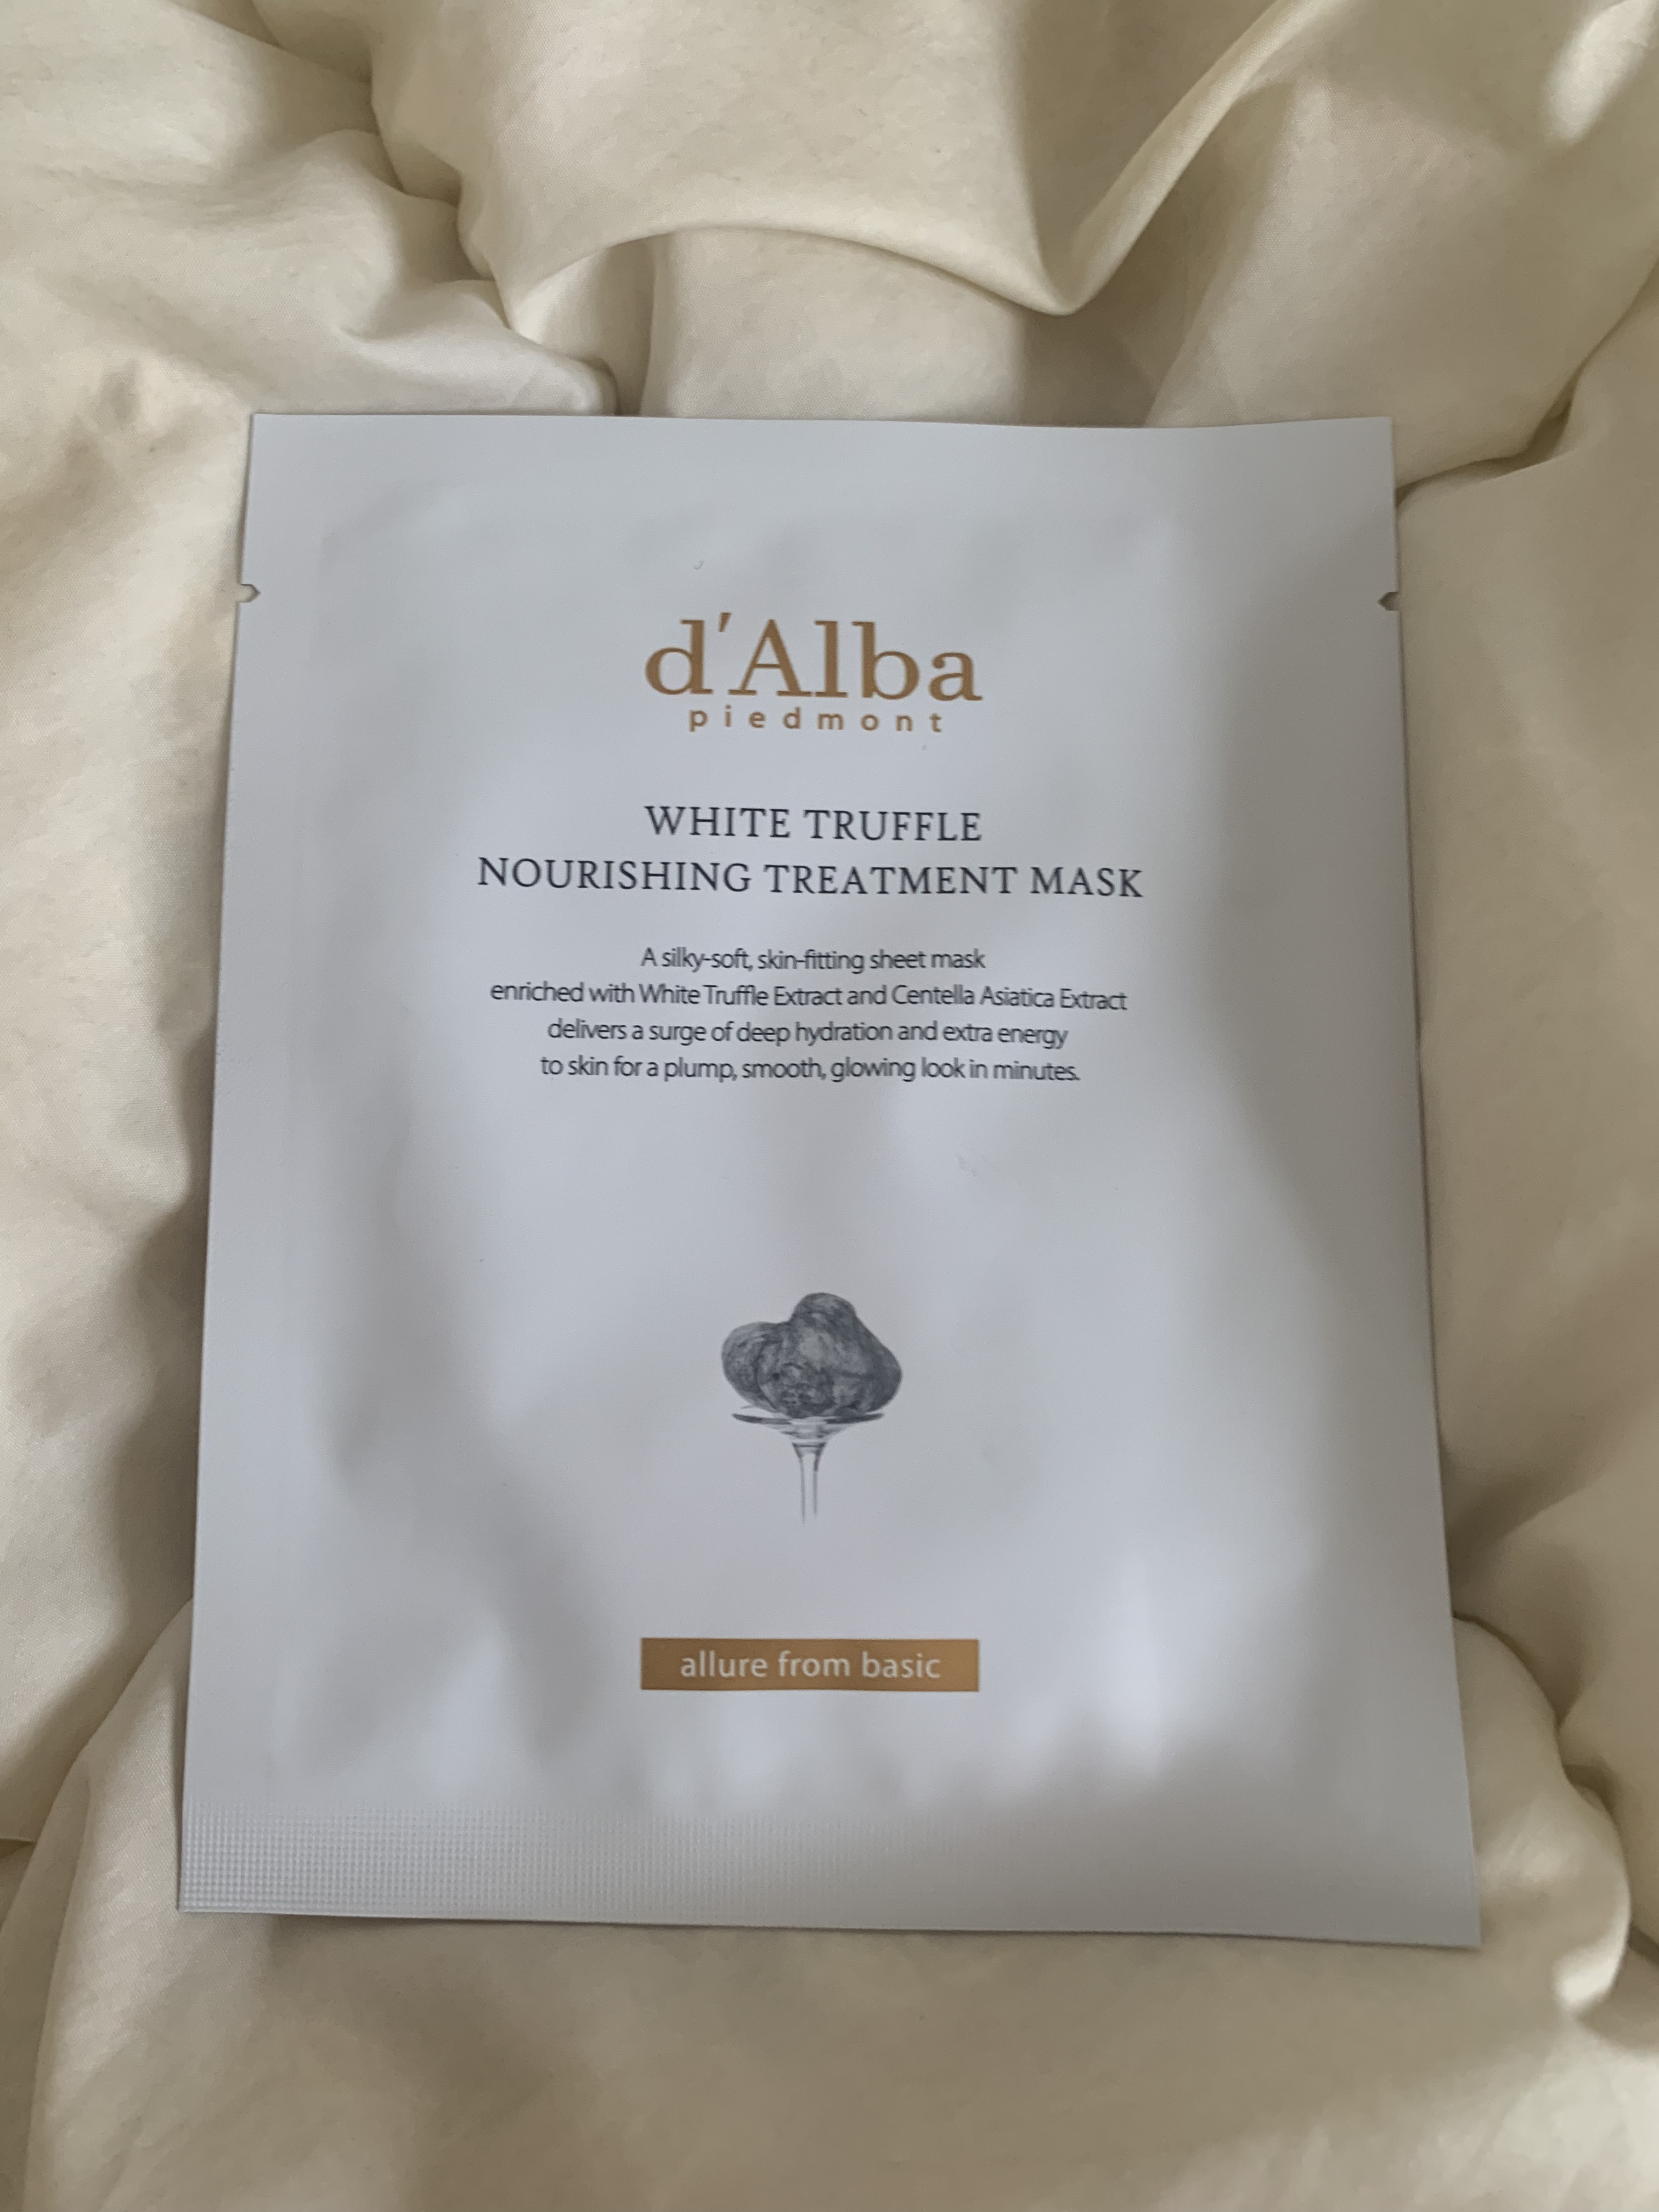 d'Alba
piedmont
WHITE TRUFFLE
NOURISHING TREATMENT MASK
A silky-soft, skin-fitting sheet mask
enriched with White Truffle Extract and Centella Asiatica Extract
delivers a surge of deep hydration and extra energy
to skin for a plump, smooth, glowing look in minutes.
allure from basic